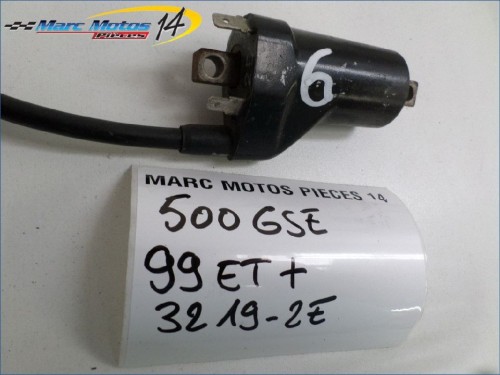 Marc Motos 14
PIECES
6
MARC MOTOS PIECES 14
500 GSE
99 ET +
3219-2E